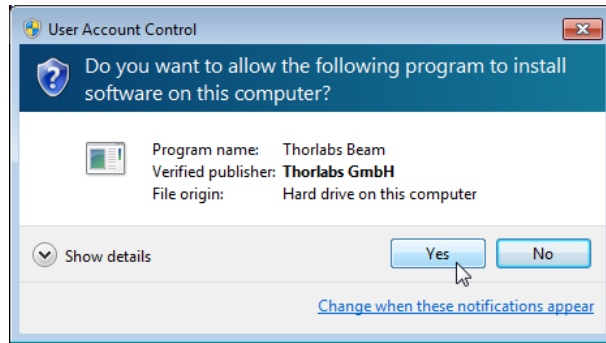 User Account Control
Do you want to allow the following program to install
software on this computer?
Program name: Thorlabs Beam
Verified publisher: Thorlabs GmbH
File origin: Hard drive on this computer
Show details
Yes
No
Change when these notifications appear